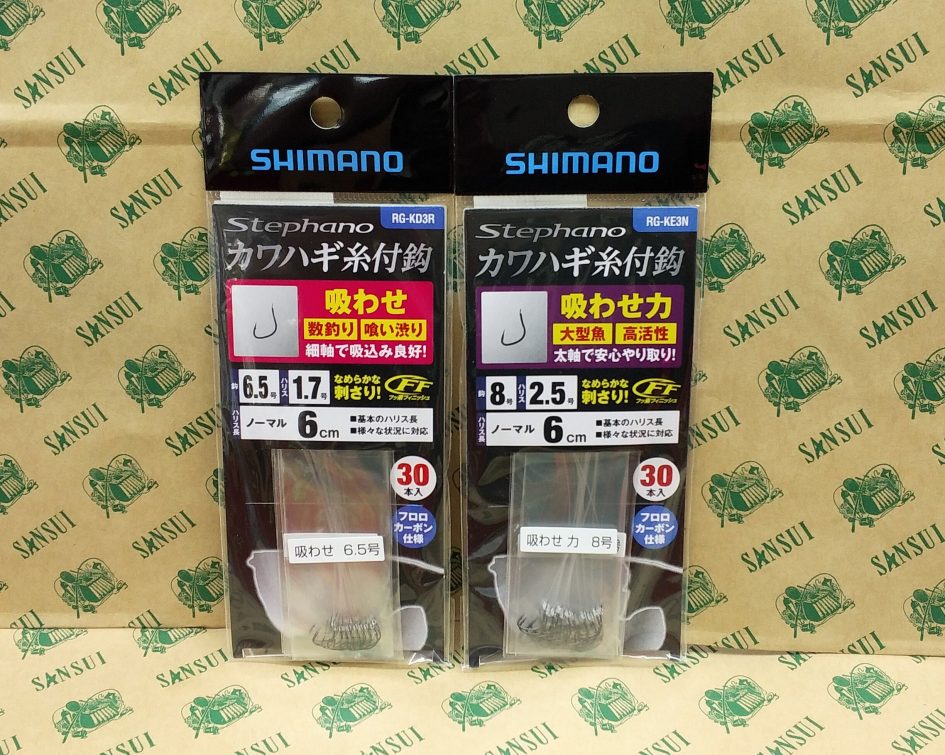 SHIMANO
RG-KD3R
Stephano
カワハギ糸付鈎
吸わせ
数釣り 喰い渋り
細軸で吸込み良好!
鈎 6.5号 ハリス 1.7号 なめらかな刺さり! FF フッ素フィニッシュ
ハリス長 ノーマル 6cm ■基本のハリス長
■様々な状況に対応
30本入
フロロカーボン仕様
吸わせ 6.5号
SHIMANO
RG-KE3N
Stephano
カワハギ糸付鈎
吸わせ力
大型魚 高活性
太軸で安心やり取り!
鈎 8号 ハリス 2.5号 なめらかな刺さり! FF フッ素フィニッシュ
ハリス長 ノーマル 6cm ■基本のハリス長
■様々な状況に対応
30本入
フロロカーボン仕様
吸わせ力 8号
SANSUI